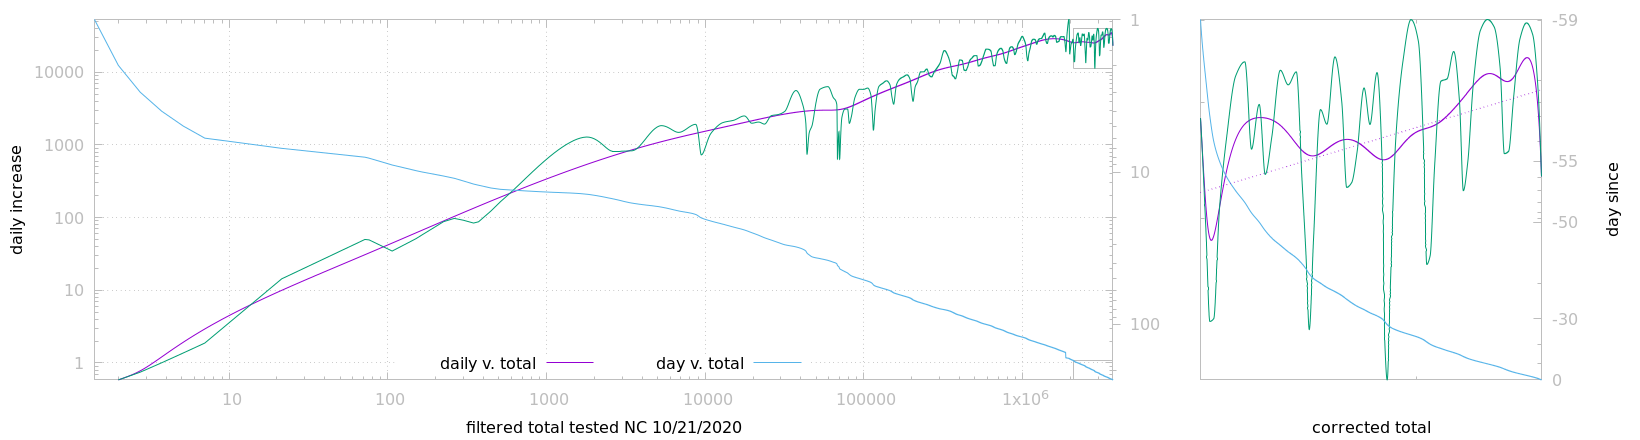 daily increase
10000
1000
100
10
1
10
100
1000
10000
100000
1x10⁶
filtered total tested NC 10/21/2020
daily v. total
day v. total
1
10
100
-59
-55
-50
-30
0
day since
corrected total